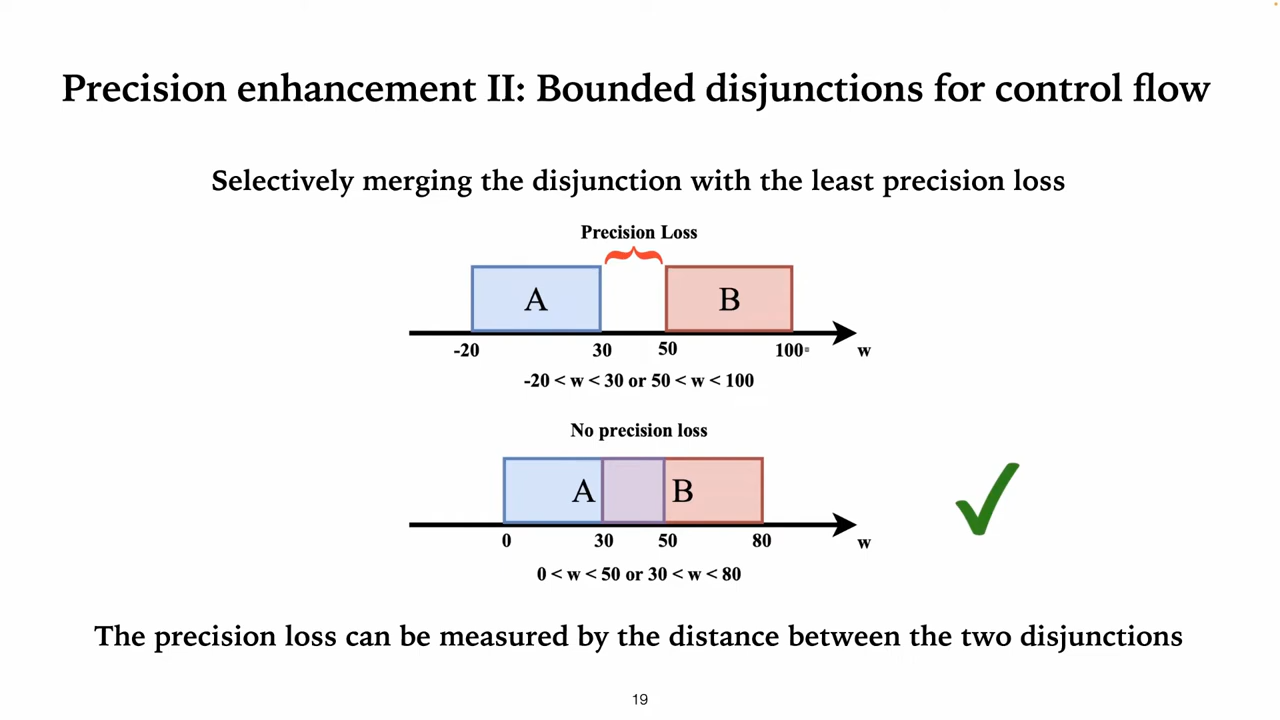 Precision enhancement II: Bounded disjunctions for control flow
Selectively merging the disjunction with the least precision loss
Precision Loss
A
B
-20
30
50
100
w
-20 < w < 30 or 50 < w < 100
No precision loss
A
B
0
30
50
80
w
0 < w < 50 or 30 < w < 80
The precision loss can be measured by the distance between the two disjunctions
19